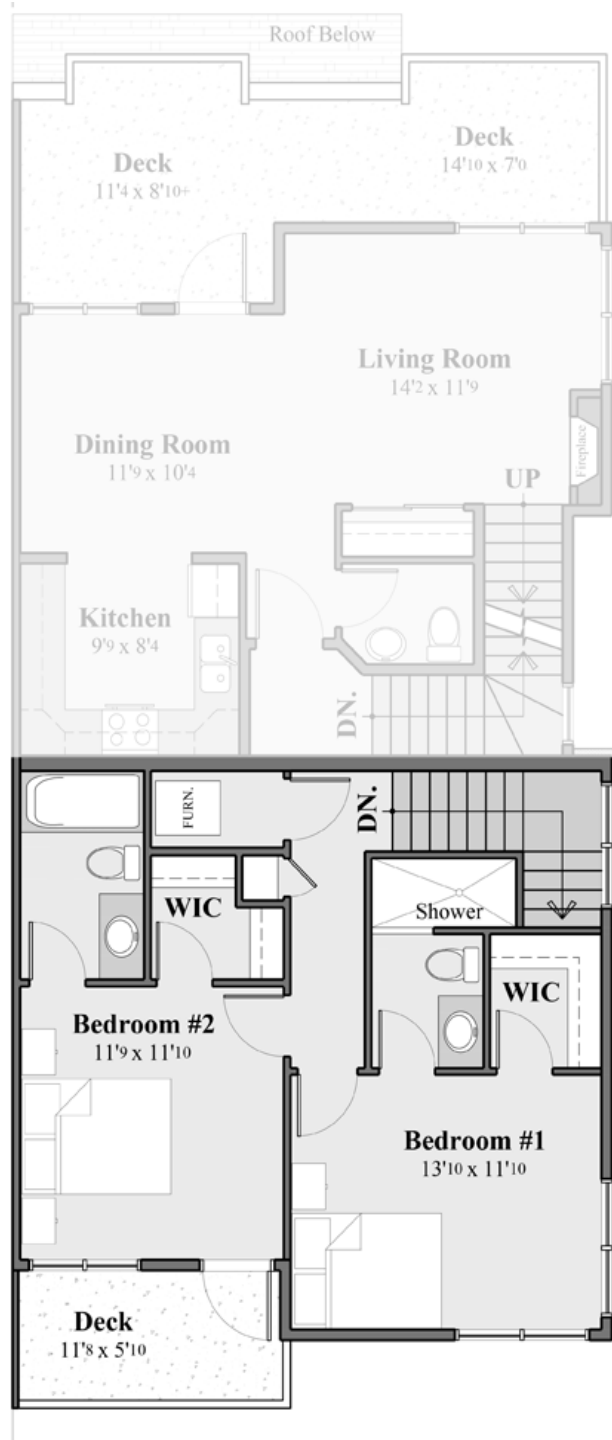 Roof Below
Deck
11'4 x 8'10+
Deck
14'10 x 7'0
Living Room
14'2 x 11'9
Fireplace
Dining Room
11'9 x 10'4
UP
Kitchen
9'9 x 8'4
DN.
FURN.
DN.
WIC
Shower
WIC
Bedroom #2
11'9 x 11'10
Bedroom #1
13'10 x 11'10
Deck
11'8 x 5'10